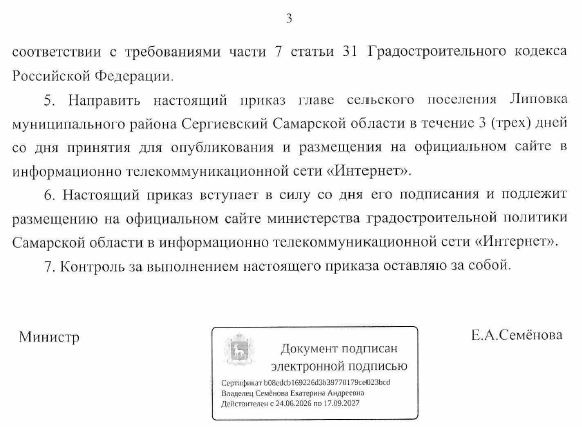 3
соответствии с требованиями части 7 статьи 31 Градостроительного кодекса
Российской Федерации.
5. Направить настоящий приказ главе сельского поселения Липовка
муниципального района Сергиевский Самарской области в течение 3 (трех) дней
со дня принятия для опубликования и размещения на официальном сайте в
информационно телекоммуникационной сети «Интернет».
6. Настоящий приказ вступает в силу со дня его подписания и подлежит
размещению на официальном сайте министерства градостроительной политики
Самарской области в информационно телекоммуникационной сети «Интернет».
7. Контроль за выполнением настоящего приказа оставляю за собой.
Министр
Е.А.Семёнова
Документ подписан
электронной подписью
Сертификат
Владелец Семёнова Екатерина Андреевна
Действителен с 24.06.2026 по 17.09.2027